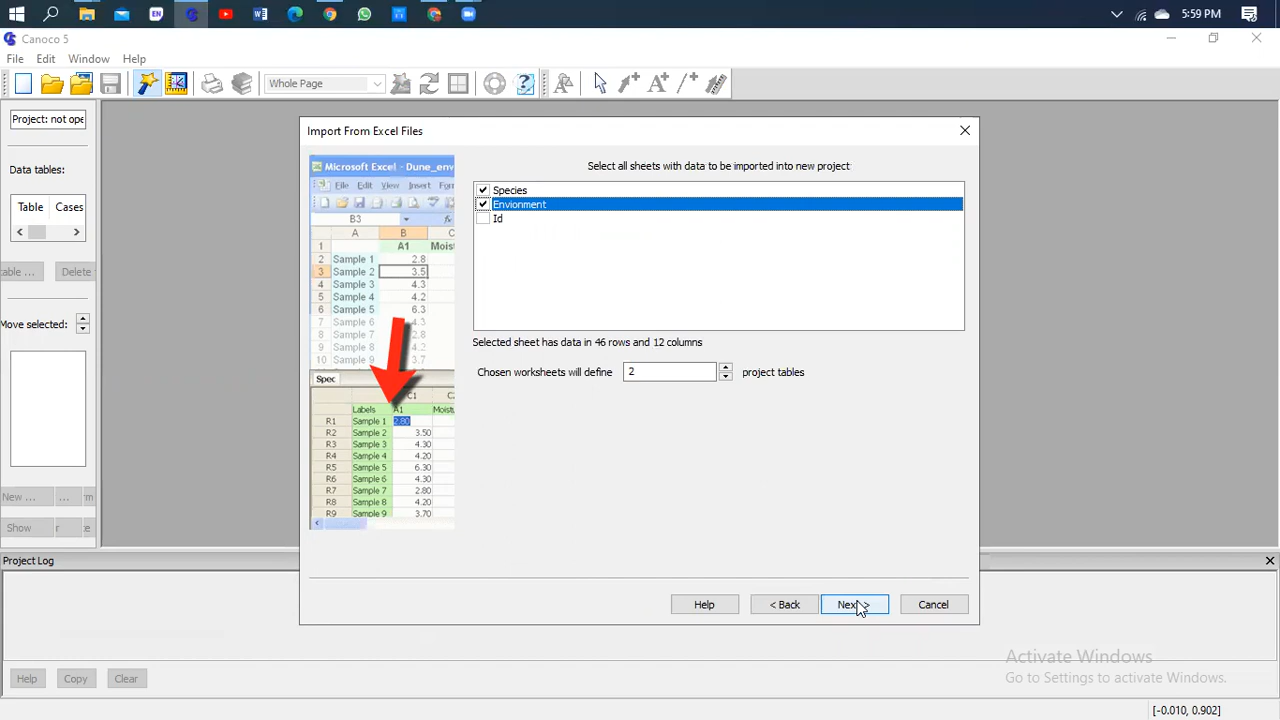 EN
5:59 PM
Canoco 5
File Edit Window Help
Whole Page
Project: not ope
Data tables:
Table Cases
able ... Delete
Move selected:
New ... ... rm
Show r te
Import From Excel Files
Microsoft Excel - Dune_env
File Edit View Insert
B3
A B C
1 A1 Mois
2 Sample 1 2.8
3 Sample 2 3.5
4 Sample 3 4.3
5 Sample 4 4.2
6 Sample 5 6.3
7 Sample 6 4.3
8 Sample 7 2.8
9 Sample 8 4.2
10 Sample 9 3.7
Spec
C1
Labels A1 Moistu
R1 Sample 1 2.80
R2 Sample 2 3.50
R3 Sample 3 4.30
R4 Sample 4 4.20
R5 Sample 5 6.30
R6 Sample 6 4.30
R7 Sample 7 2.80
R8 Sample 8 4.20
R9 Sample 9 3.70
Select all sheets with data to be imported into new project
Species
Envionment
Id
Selected sheet has data in 46 rows and 12 columns
Chosen worksheets will define 2 project tables
Help < Back Next > Cancel
Project Log
Activate Windows
Go to Settings to activate Windows.
Help Copy Clear
[-0.010, 0.902]